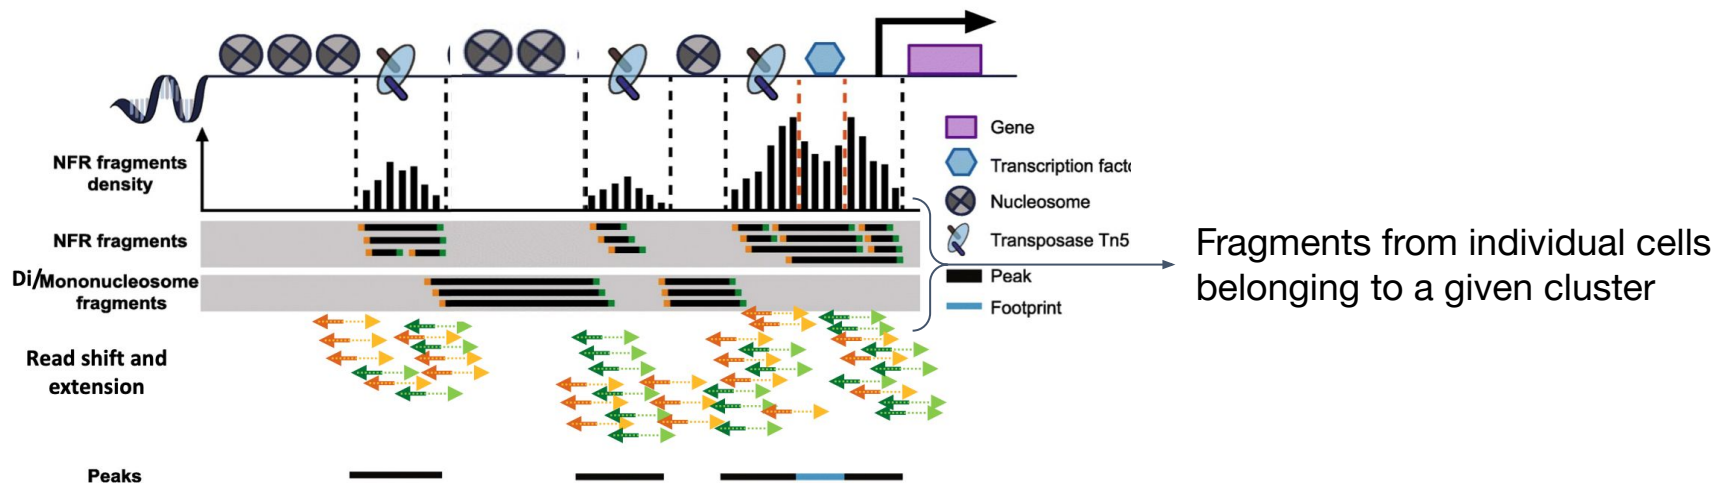 NFR fragments
density
NFR fragments
Di/Mononucleosome
fragments
Read shift and
extension
Peaks
Gene
Transcription facto
Nucleosome
Transposase Tn5
Peak
Footprint
Fragments from individual cells
belonging to a given cluster